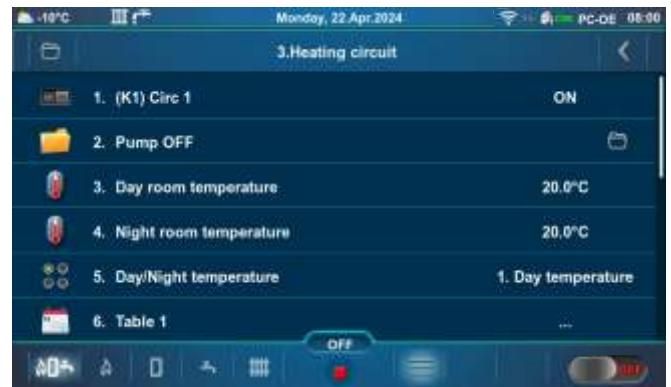 -10°C Monday, 22.Apr.2024 PC-OE 08:00
3.Heating circuit
1. (K1) Circ 1 ON
2. Pump OFF
3. Day room temperature 20.0°C
4. Night room temperature 20.0°C
5. Day/Night temperature 1. Day temperature
6. Table 1 ...
OFF
OFF